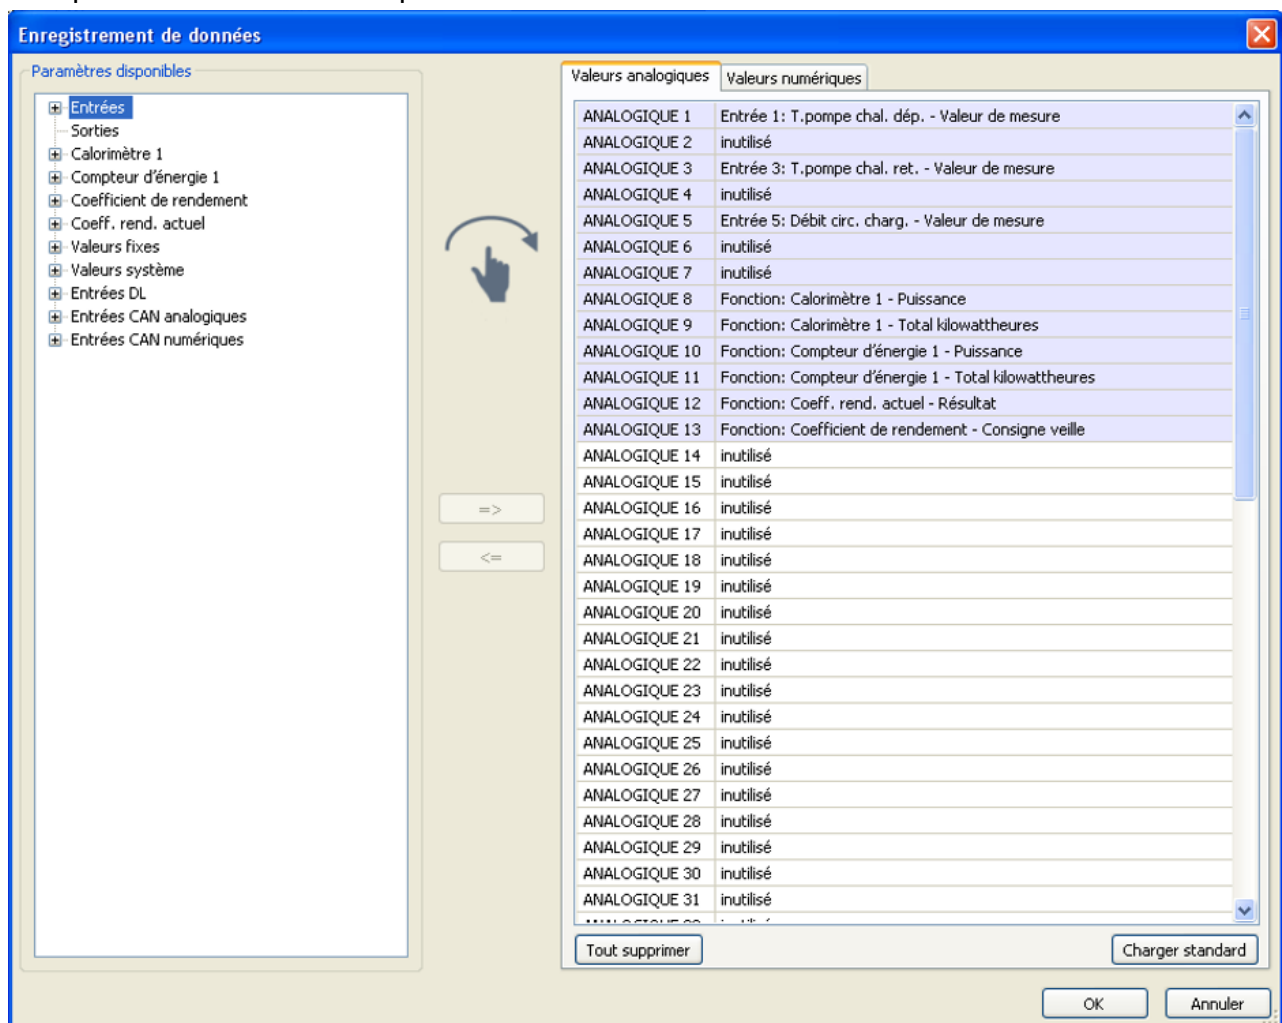 Enregistrement de données
Paramètres disponibles
Entrées
Sorties
Calorimètre 1
Compteur d'énergie 1
Coefficient de rendement
Coeff. rend. actuel
Valeurs fixes
Valeurs système
Entrées DL
Entrées CAN analogiques
Entrées CAN numériques
=>
<=
Valeurs analogiques Valeurs numériques
ANALOGIQUE 1 Entrée 1: T.pompe chal. dép. - Valeur de mesure
ANALOGIQUE 2 inutilisé
ANALOGIQUE 3 Entrée 3: T.pompe chal. ret. - Valeur de mesure
ANALOGIQUE 4 inutilisé
ANALOGIQUE 5 Entrée 5: Débit circ. charg. - Valeur de mesure
ANALOGIQUE 6 inutilisé
ANALOGIQUE 7 inutilisé
ANALOGIQUE 8 Fonction: Calorimètre 1 - Puissance
ANALOGIQUE 9 Fonction: Calorimètre 1 - Total kilowattheures
ANALOGIQUE 10 Fonction: Compteur d'énergie 1 - Puissance
ANALOGIQUE 11 Fonction: Compteur d'énergie 1 - Total kilowattheures
ANALOGIQUE 12 Fonction: Coeff. rend. actuel - Résultat
ANALOGIQUE 13 Fonction: Coefficient de rendement - Consigne veille
ANALOGIQUE 14 inutilisé
ANALOGIQUE 15 inutilisé
ANALOGIQUE 16 inutilisé
ANALOGIQUE 17 inutilisé
ANALOGIQUE 18 inutilisé
ANALOGIQUE 19 inutilisé
ANALOGIQUE 20 inutilisé
ANALOGIQUE 21 inutilisé
ANALOGIQUE 22 inutilisé
ANALOGIQUE 23 inutilisé
ANALOGIQUE 24 inutilisé
ANALOGIQUE 25 inutilisé
ANALOGIQUE 26 inutilisé
ANALOGIQUE 27 inutilisé
ANALOGIQUE 28 inutilisé
ANALOGIQUE 29 inutilisé
ANALOGIQUE 30 inutilisé
ANALOGIQUE 31 inutilisé
Tout supprimer Charger standard
OK Annuler